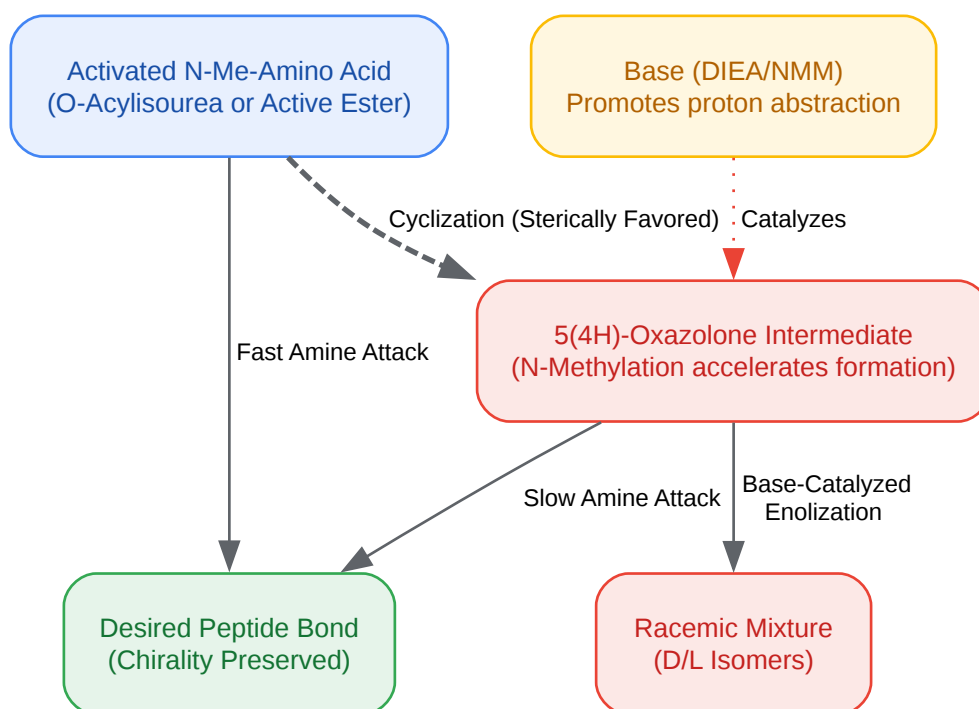 Activated N-Me-Amino Acid
(O-Acylisourea or Active Ester)
Base (DIEA/NMM)
Promotes proton abstraction
Cyclization (Sterically Favored)
Catalyzes
Fast Amine Attack
5(4H)-Oxazolone Intermediate
(N-Methylation accelerates formation)
Slow Amine Attack
Base-Catalyzed
Enolization
Desired Peptide Bond
(Chirality Preserved)
Racemic Mixture
(D/L Isomers)